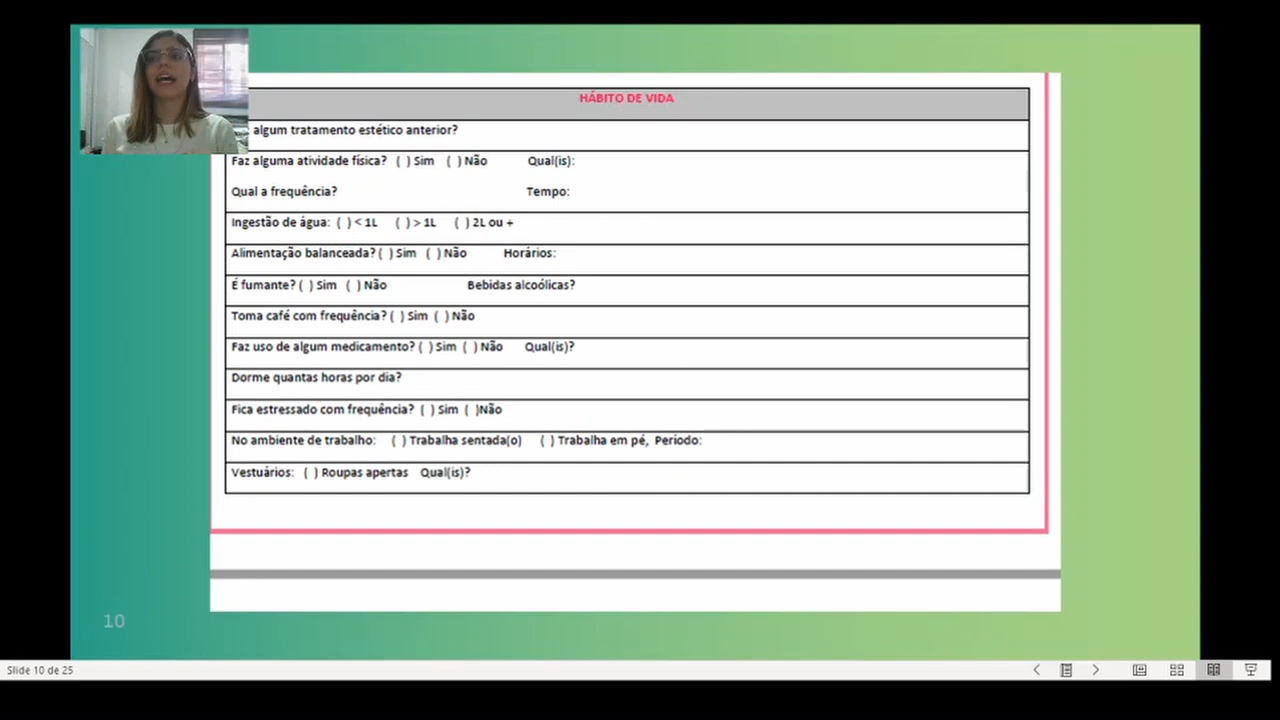 HÁBITO DE VIDA
algum tratamento estético anterior?
Faz alguma atividade física? ( ) Sim ( ) Não Qual(is):
Qual a frequência? Tempo:
Ingestão de água: ( ) < 1L ( ) > 1L ( ) 2L ou +
Alimentação balanceada? ( ) Sim ( ) Não Horários:
É fumante? ( ) Sim ( ) Não Bebidas alcoólicas?
Toma café com frequência? ( ) Sim ( ) Não
Faz uso de algum medicamento? ( ) Sim ( ) Não Qual(is)?
Dorme quantas horas por dia?
Fica estressado com frequência? ( ) Sim ( )Não
No ambiente de trabalho: ( ) Trabalha sentada(o) ( ) Trabalha em pé, Período:
Vestuários: ( ) Roupas apertas Qual(is)?
10
Slide 10 de 25